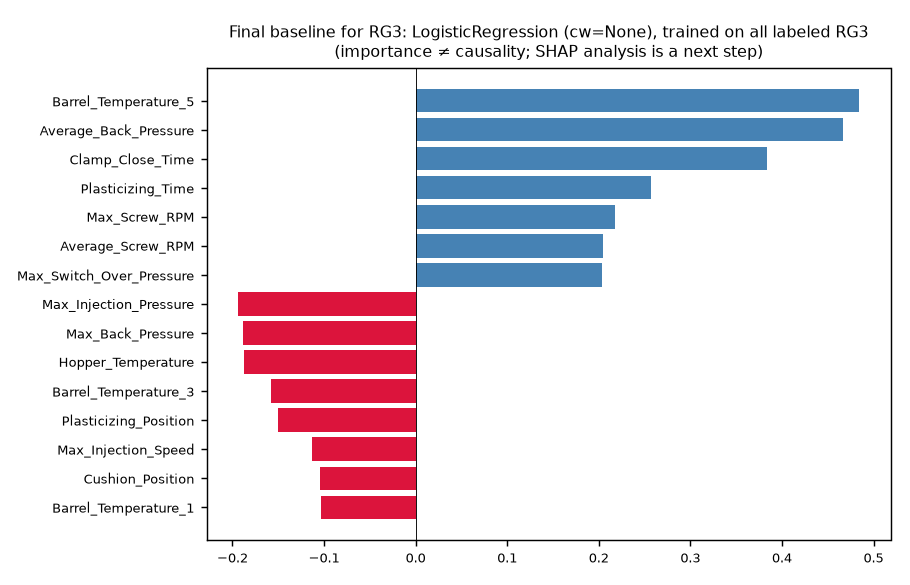 Final baseline for RG3: LogisticRegression (cw=None), trained on all labeled RG3
(importance ≠ causality; SHAP analysis is a next step)
Barrel_Temperature_5
Average_Back_Pressure
Clamp_Close_Time
Plasticizing_Time
Max_Screw_RPM
Average_Screw_RPM
Max_Switch_Over_Pressure
Max_Injection_Pressure
Max_Back_Pressure
Hopper_Temperature
Barrel_Temperature_3
Plasticizing_Position
Max_Injection_Speed
Cushion_Position
Barrel_Temperature_1
−0.2 −0.1 0.0 0.1 0.2 0.3 0.4 0.5